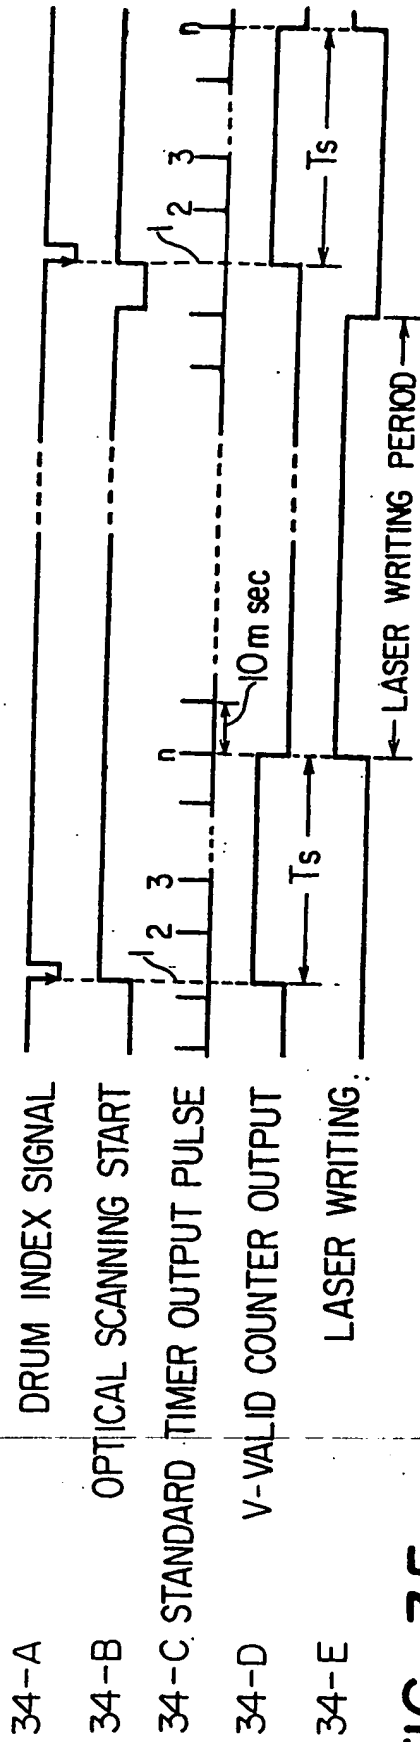 34-A DRUM INDEX SIGNAL
34-B OPTICAL SCANNING START
34-C. STANDARD TIMER OUTPUT PULSE 1 2 3 n 10 m sec 1 2 3 n
34-D V-VALID COUNTER OUTPUT Ts Ts
34-E LASER WRITING
LASER WRITING PERIOD